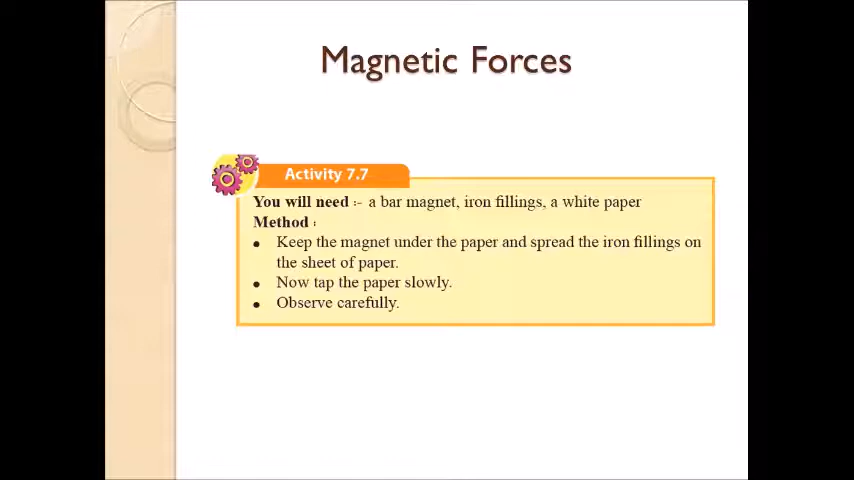 Magnetic Forces
Activity 7.7
You will need :- a bar magnet, iron fillings, a white paper
Method :
● Keep the magnet under the paper and spread the iron fillings on
the sheet of paper.
● Now tap the paper slowly.
● Observe carefully.